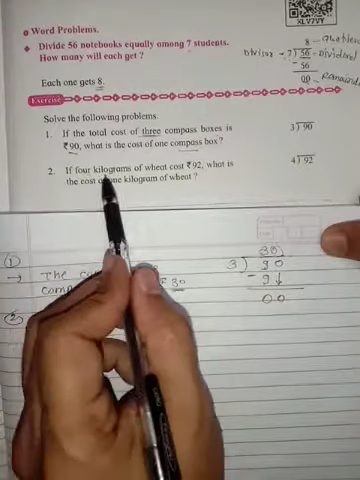 XLV7VY
Word Problems.
Divide 56 notebooks equally among 7 students.
How many will each get ?
8 - quotient
Divisor - 7) 56 - Dividend
- 56
00 - Remainder
Each one gets 8.
Exercise
Solve the following problems.
1. If the total cost of three compass boxes is
₹90, what is the cost of one compass box ?
3) 90
2. If four kilograms of wheat cost ₹92, what is
the cost of one kilogram of wheat ?
4) 92
①
→ The
₹ 30
30
3) 90
- 9↓
00
②